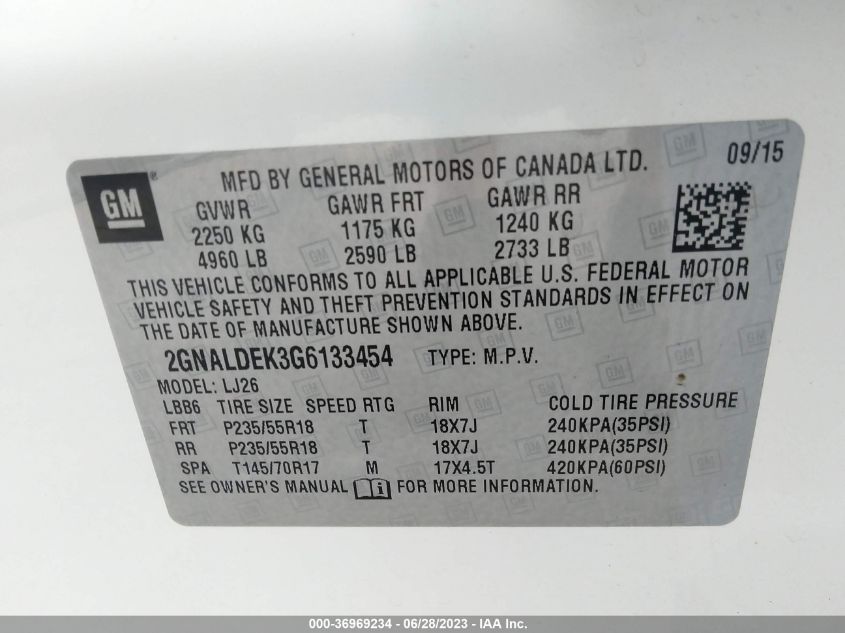 GM ®
MFD BY GENERAL MOTORS OF CANADA LTD. 09/15
GVWR GAWR FRT GAWR RR
2250 KG 1175 KG 1240 KG
4960 LB 2590 LB 2733 LB
THIS VEHICLE CONFORMS TO ALL APPLICABLE U.S. FEDERAL MOTOR
VEHICLE SAFETY AND THEFT PREVENTION STANDARDS IN EFFECT ON
THE DATE OF MANUFACTURE SHOWN ABOVE.
2GNALDEK3G6133454 TYPE: M.P.V.
MODEL: LJ26
LBB6 TIRE SIZE SPEED RTG RIM COLD TIRE PRESSURE
FRT P235/55R18 T 18X7J 240KPA(35PSI)
RR P235/55R18 T 18X7J 240KPA(35PSI)
SPA T145/70R17 M 17X4.5T 420KPA(60PSI)
SEE OWNER'S MANUAL FOR MORE INFORMATION.
000-36969234 - 06/28/2023 - IAA Inc.